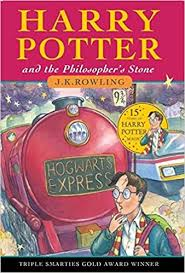 HARRY
POTTER
and the Philosopher's Stone
J.K.ROWLING
9¾
15
HARRY
POTTER
MAGIC
HOGWARTS
EXPRESS
TRIPLE SMARTIES GOLD AWARD WINNER